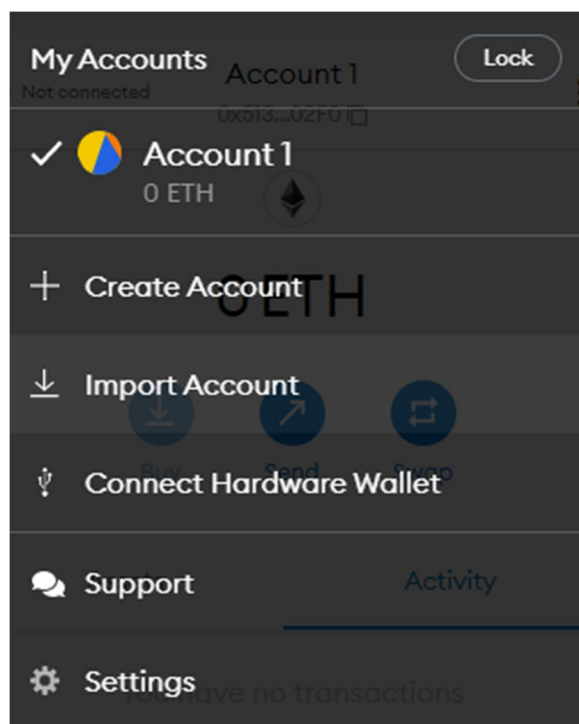 My Accounts
Lock
Account 1
Not connected
0x513...02F0
Account 1
0 ETH
0 ETH
Create Account
Import Account
Buy
Send
Swap
Connect Hardware Wallet
Support
Activity
Settings
You have no transactions